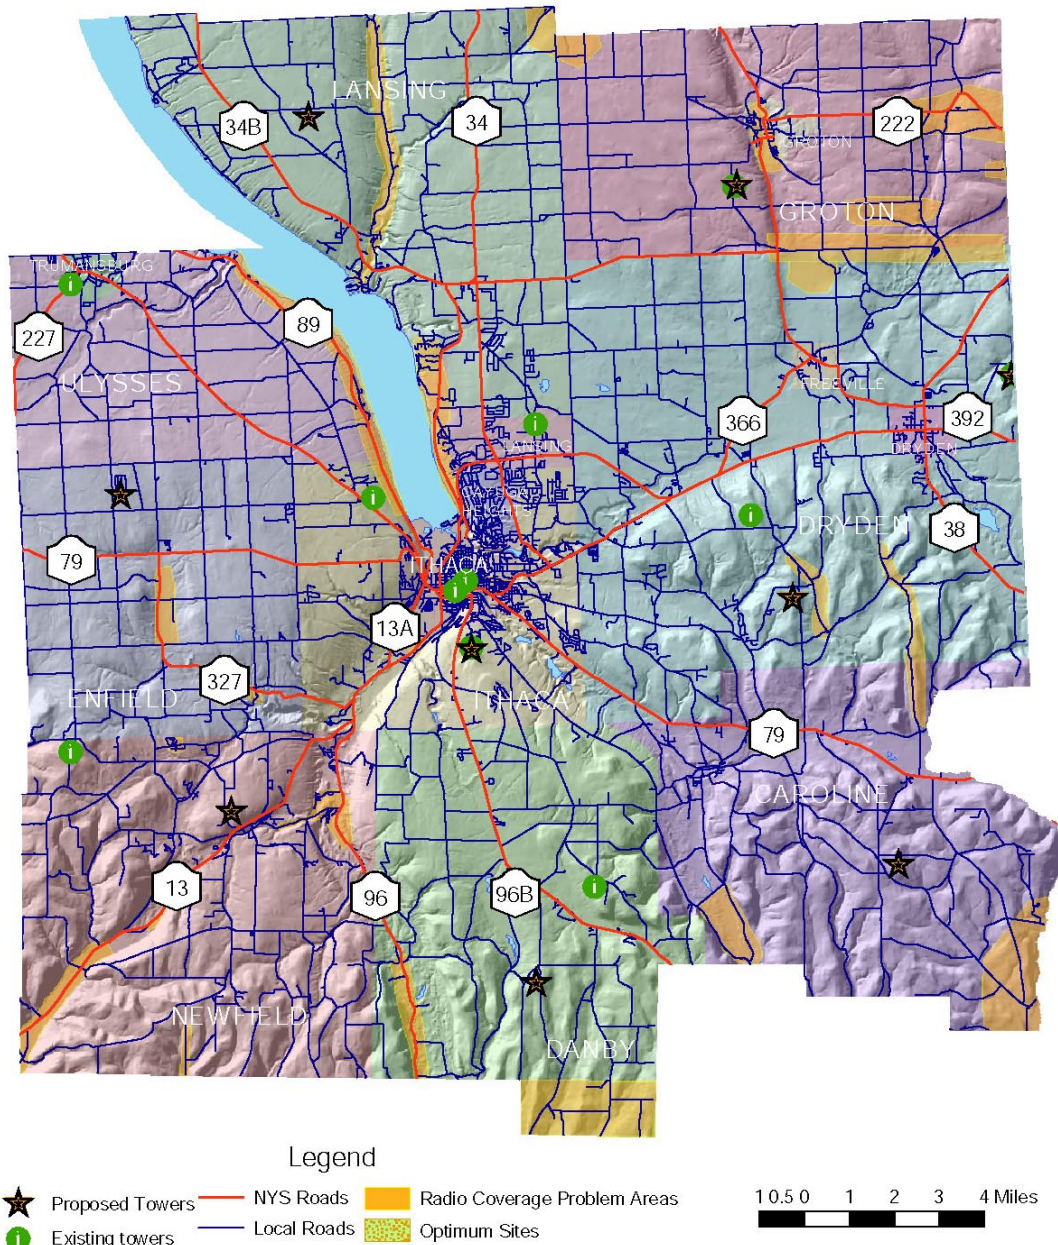 LANSING
34B
34
222
GROTON
GROTON
TRUMANSBURG
227
89
ULYSSES
FREEVILLE
366
392
LANSING
DRYDEN
CAYUGA
HEIGHTS
DRYDEN
38
79
ITHACA
13A
327
ENFIELD
ITHACA
79
CAROLINE
13
96
96B
NEWFIELD
DANBY
Legend
Proposed Towers
NYS Roads
Radio Coverage Problem Areas
Existing towers
Local Roads
Optimum Sites
1 0.5 0 1 2 3 4 Miles